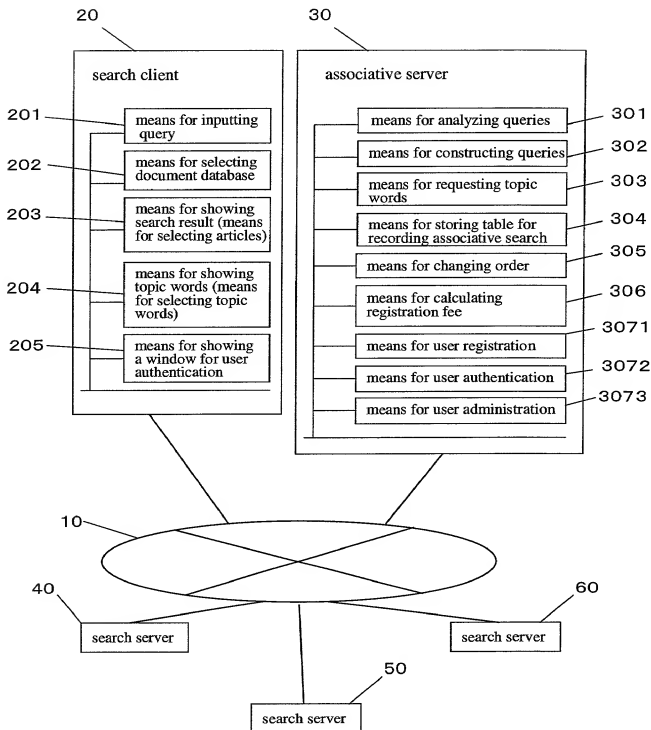 20
30
search client
associative server
201
means for inputting
query
202
means for selecting
document database
203
means for showing
search result (means
for selecting articles)
204
means for showing
topic words (means
for selecting topic
words)
205
means for showing
a window for user
authentication
means for analyzing queries
301
means for constructing queries
302
means for requesting topic
words
303
means for storing table for
recording associative search
304
means for changing order
305
means for calculating
registration fee
306
means for user registration
3071
means for user authentication
3072
means for user administration
3073
10
40
search server
60
search server
50
search server